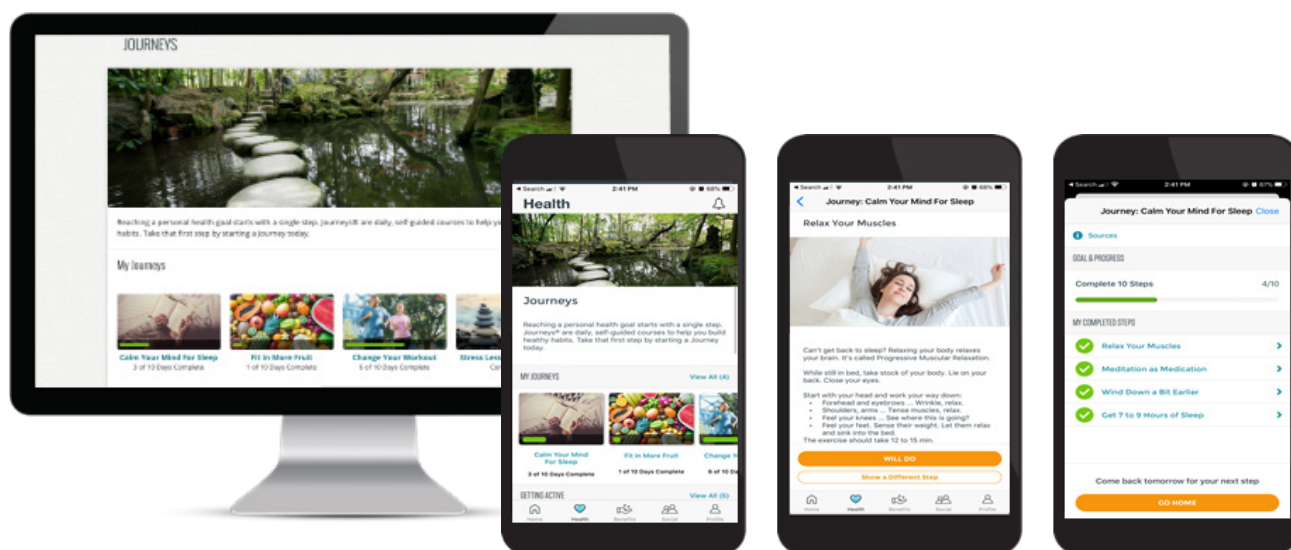 JOURNEYS
Reaching a personal health goal starts with a single step. Journeys® are daily, self-guided courses to help you
habits. Take that first step by starting a Journey today.
My Journeys
Calm Your Mind For Sleep
3 of 10 Days Complete
Fit in More Fruit
1 of 10 Days Complete
Change Your Workout
6 of 10 Days Complete
Stress Less
Search
2:41 PM
68%
Health
Journeys
Reaching a personal health goal starts with a single step.
Journeys® are daily, self-guided courses to help you build
healthy habits. Take that first step by starting a Journey
today.
MY JOURNEYS
View All (4)
Calm Your Mind
For Sleep
3 of 10 Days Complete
Fit in More Fruit
1 of 10 Days Complete
Change Y
6 of 10 Da
GETTING ACTIVE
View All (5)
Home
Health
Benefits
Social
Profile
Search
2:41 PM
68%
Journey: Calm Your Mind For Sleep
Relax Your Muscles
Can't get back to sleep? Relaxing your body relaxes
your brain. It's called Progressive Muscular Relaxation.
While still in bed, take stock of your body. Lie on your
back. Close your eyes.
Start with your head and work your way down:
• Forehead and eyebrows ... Wrinkle, relax.
• Shoulders, arms ... Tense muscles, relax.
• Feel your knees ... See where this is going?
• Feel your feet. Sense their weight. Let them relax
and sink into the bed.
The exercise should take 12 to 15 min.
WILL DO
Show a Different Step
Home
Health
Benefits
Social
Profile
Search
2:41 PM
67%
Journey: Calm Your Mind For Sleep
Close
Sources
GOAL & PROGRESS
Complete 10 Steps
4/10
MY COMPLETED STEPS
Relax Your Muscles
Meditation as Medication
Wind Down a Bit Earlier
Get 7 to 9 Hours of Sleep
Come back tomorrow for your next step
GO HOME